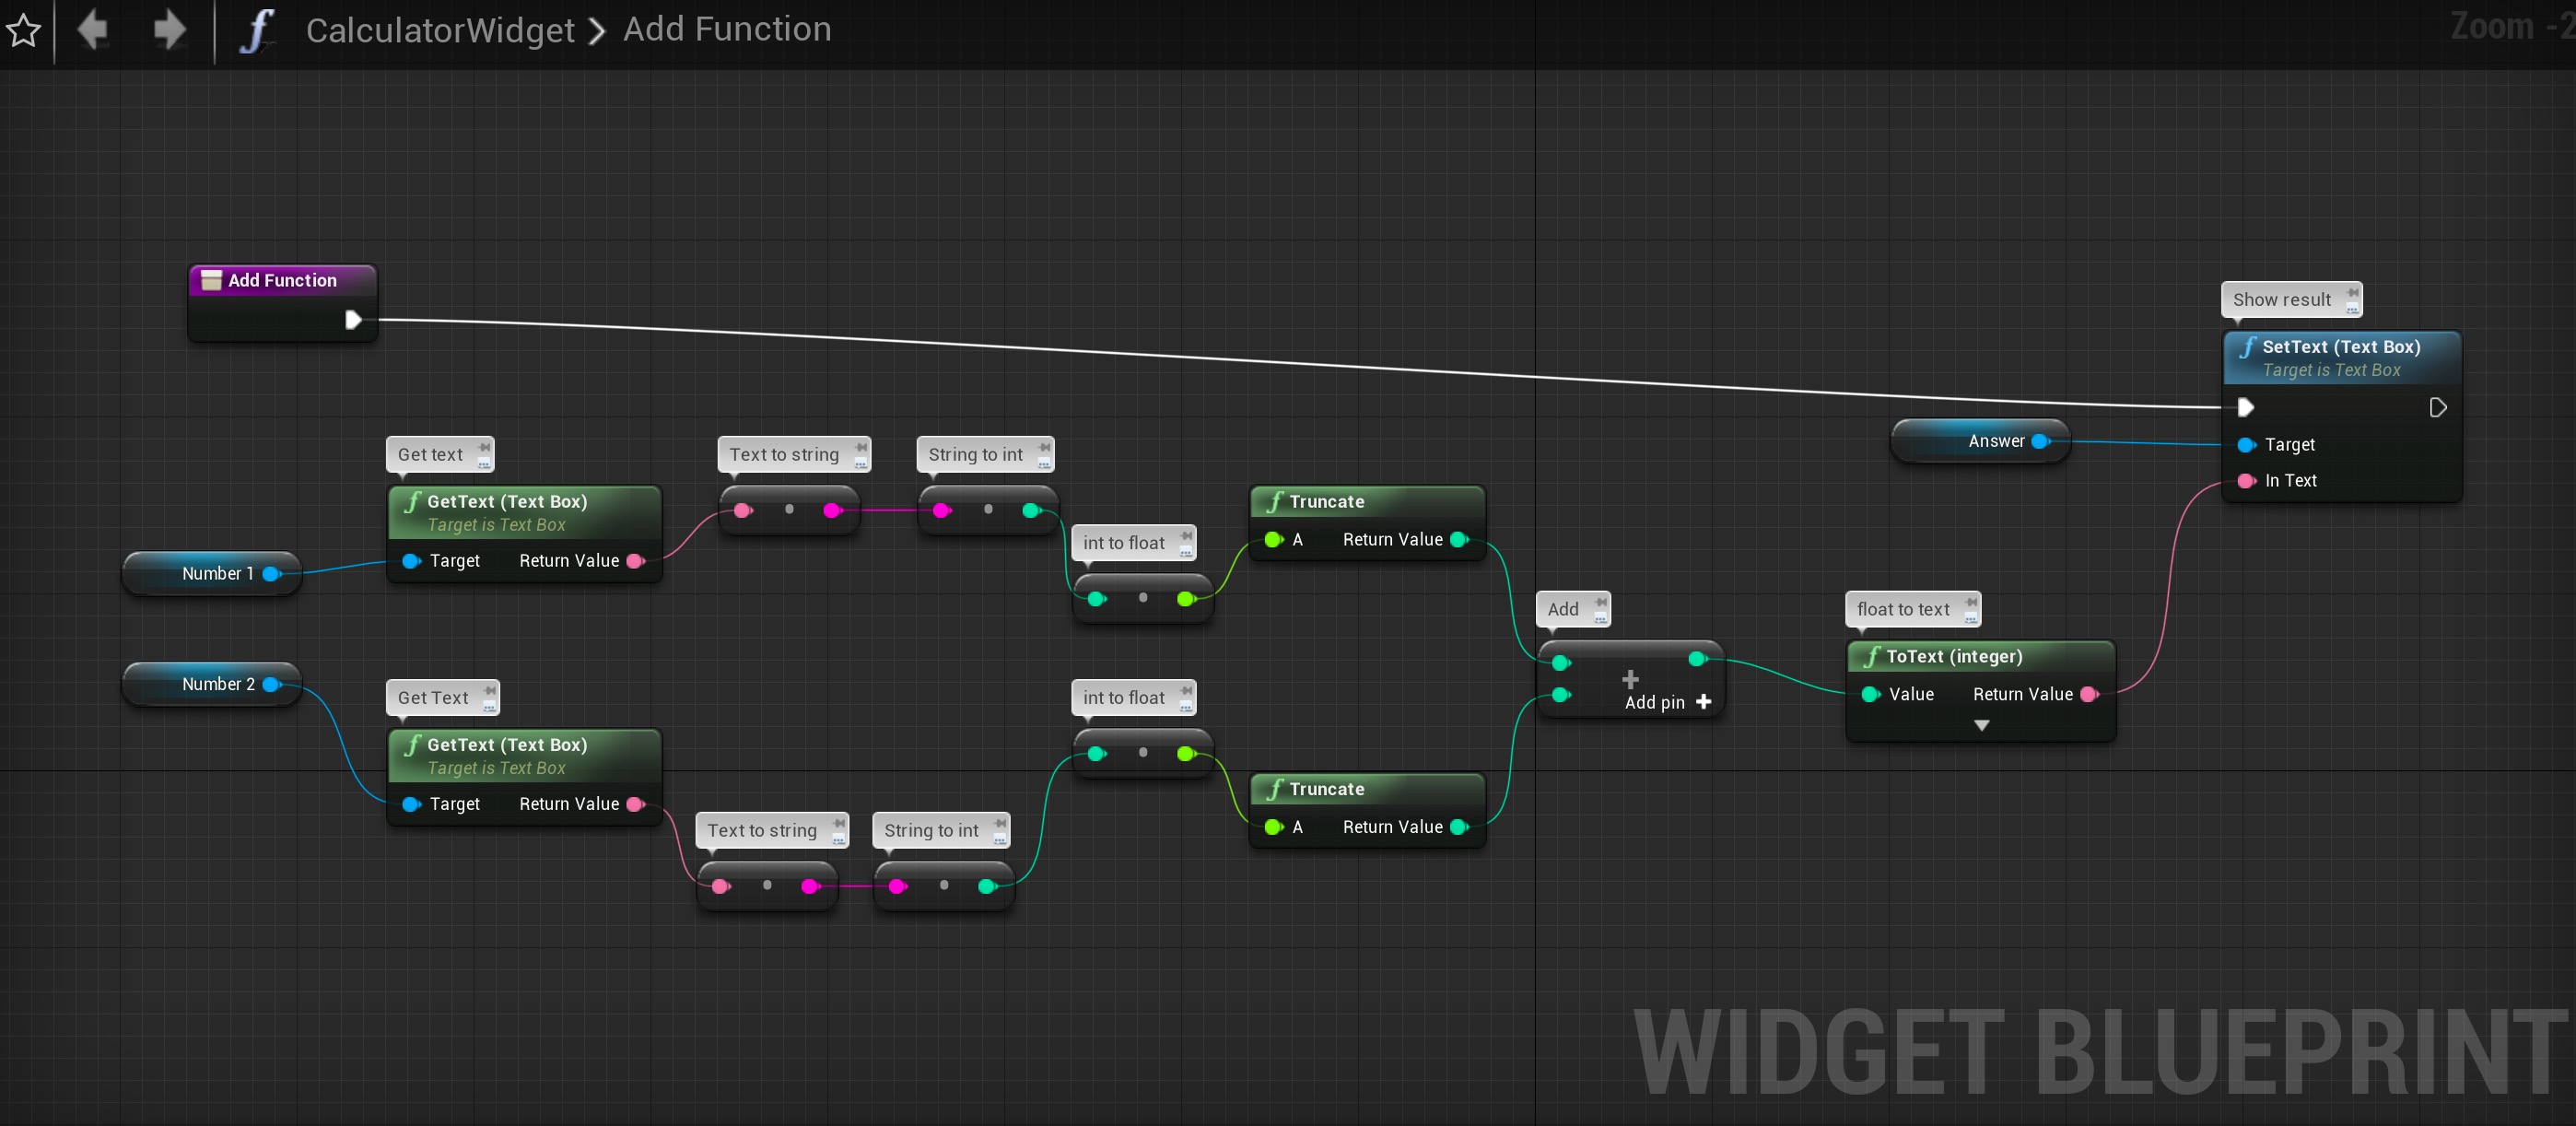 CalculatorWidget > Add Function
Zoom -2
Add Function
Show result
SetText (Text Box)
Target is Text Box
Answer
Target
In Text
Get text
Text to string
String to int
GetText (Text Box)
Target is Text Box
Target Return Value
Number 1
int to float
Truncate
A Return Value
Add
Add pin +
float to text
ToText (integer)
Value Return Value
Number 2
Get Text
GetText (Text Box)
Target is Text Box
Target Return Value
Text to string
String to int
int to float
Truncate
A Return Value
WIDGET BLUEPRINT